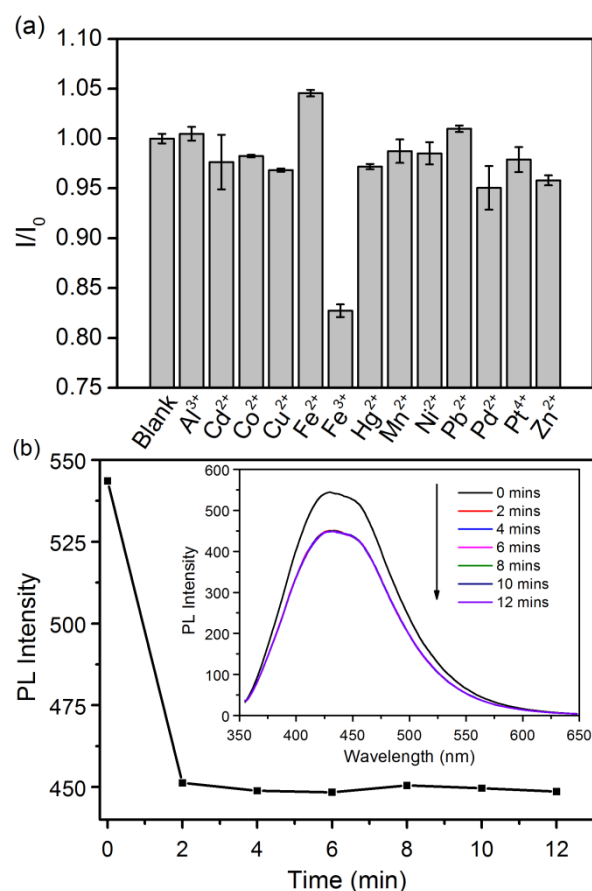 (a)
1.10
1.05
1.00
0.95
0.90
0.85
0.80
0.75
I/I₀
Blank
Al³⁺
Cd²⁺
Co²⁺
Cu²⁺
Fe²⁺
Fe³⁺
Hg²⁺
Mn²⁺
Ni²⁺
Pb²⁺
Pd²⁺
Pt⁴⁺
Zn²⁺
(b)
550
525
500
475
450
PL Intensity
0 2 4 6 8 10 12
Time (min)
600
500
400
300
200
100
0
PL Intensity
0 mins
2 mins
4 mins
6 mins
8 mins
10 mins
12 mins
350 400 450 500 550 600 650
Wavelength (nm)